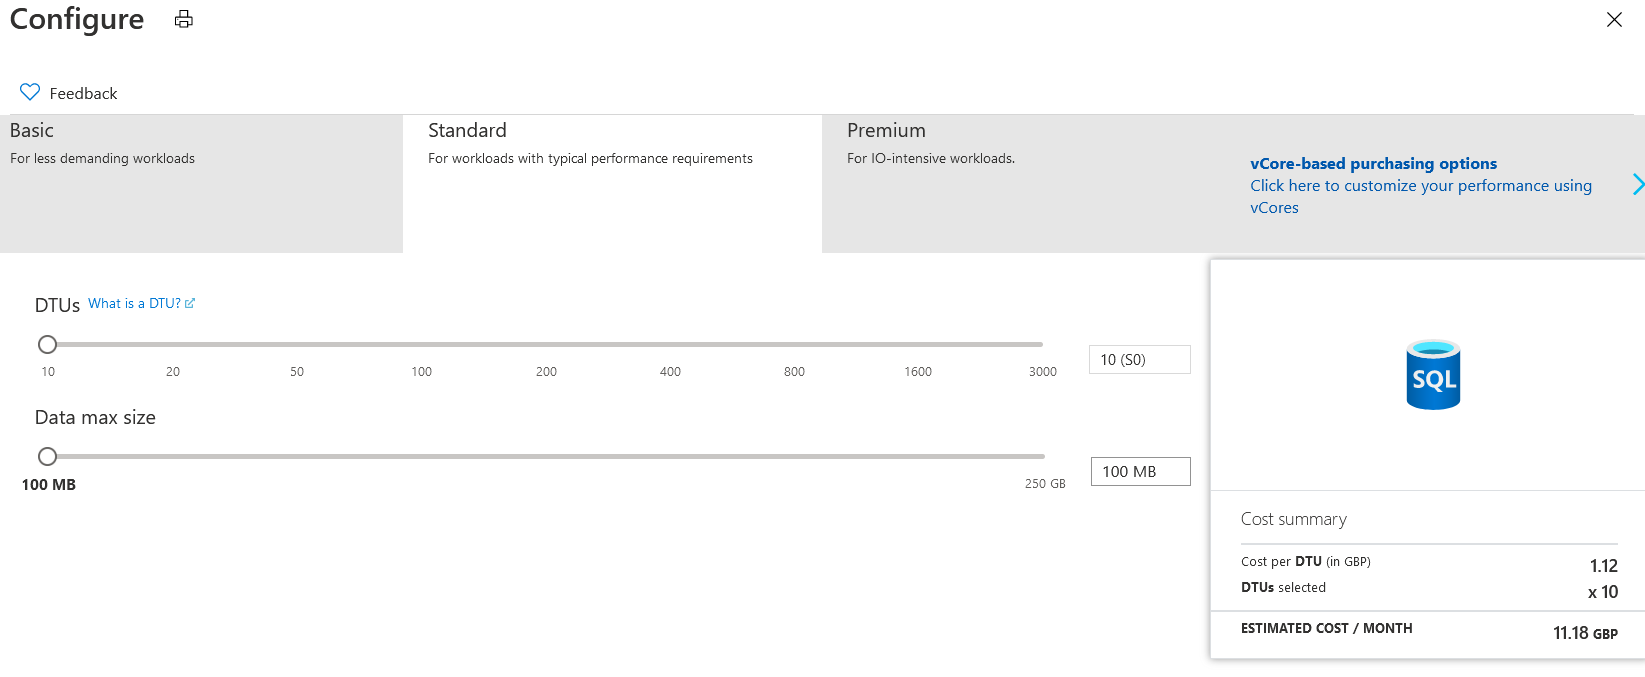 Configure
Feedback
Basic
For less demanding workloads
Standard
For workloads with typical performance requirements
Premium
For IO-intensive workloads.
vCore-based purchasing options
Click here to customize your performance using
vCores
DTUs What is a DTU?
10 20 50 100 200 400 800 1600 3000
10 (S0)
Data max size
100 MB
250 GB
100 MB
SQL
Cost summary
Cost per DTU (in GBP) 1.12
DTUs selected x 10
ESTIMATED COST / MONTH 11.18 GBP